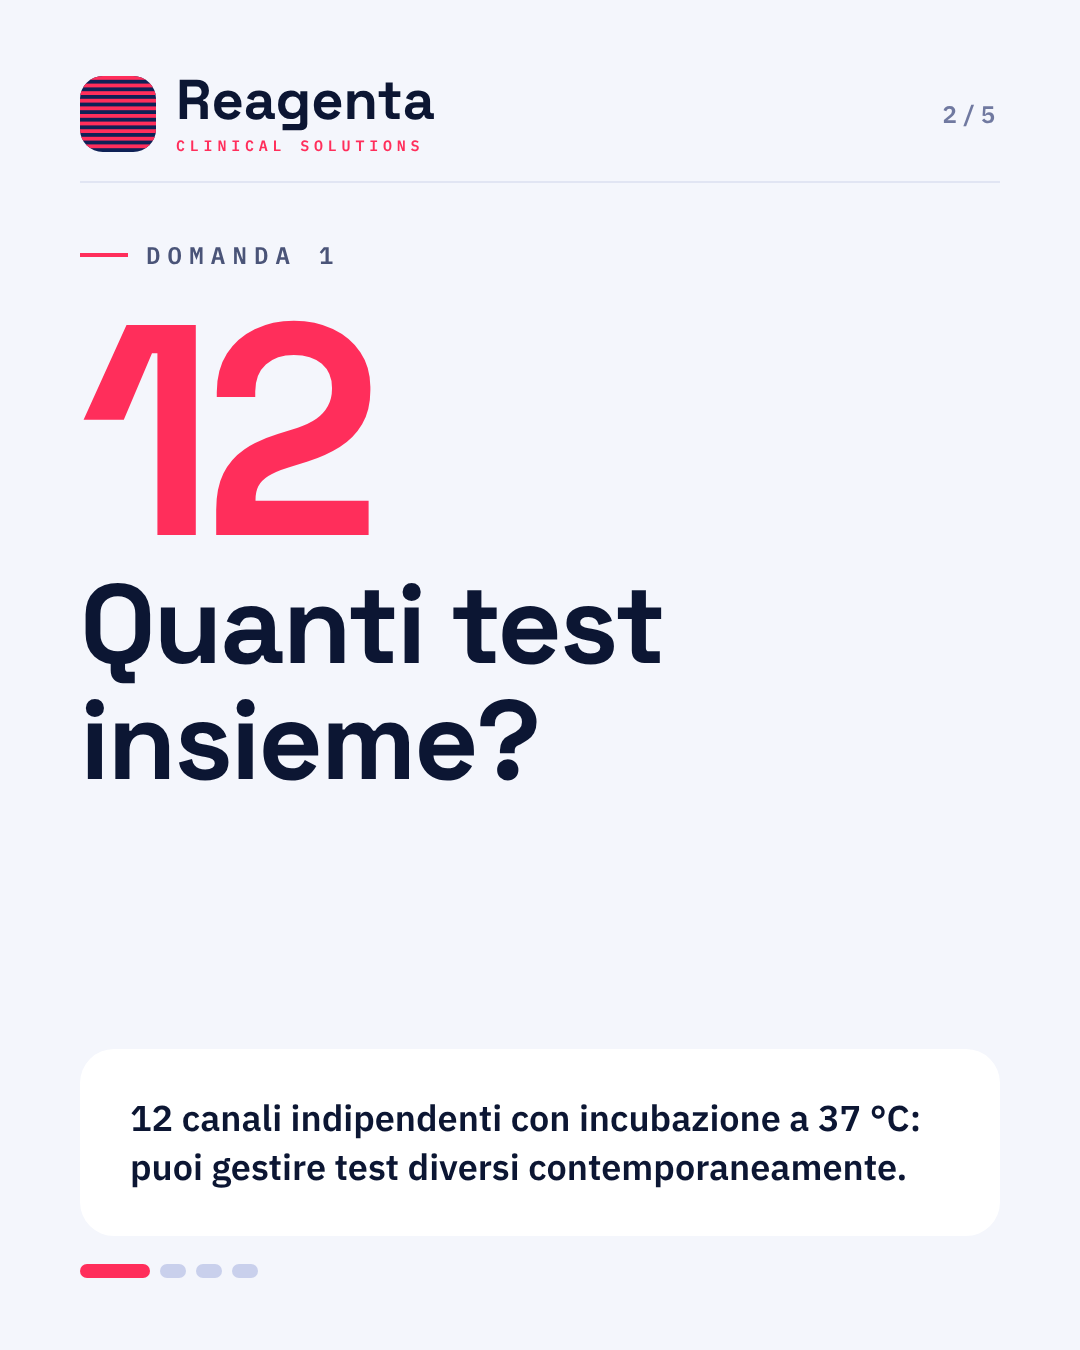 Reagenta
CLINICAL SOLUTIONS
2/5
DOMANDA 1
12
Quanti test
insieme?
12 canali indipendenti con incubazione a 37 °C:
puoi gestire test diversi contemporaneamente.